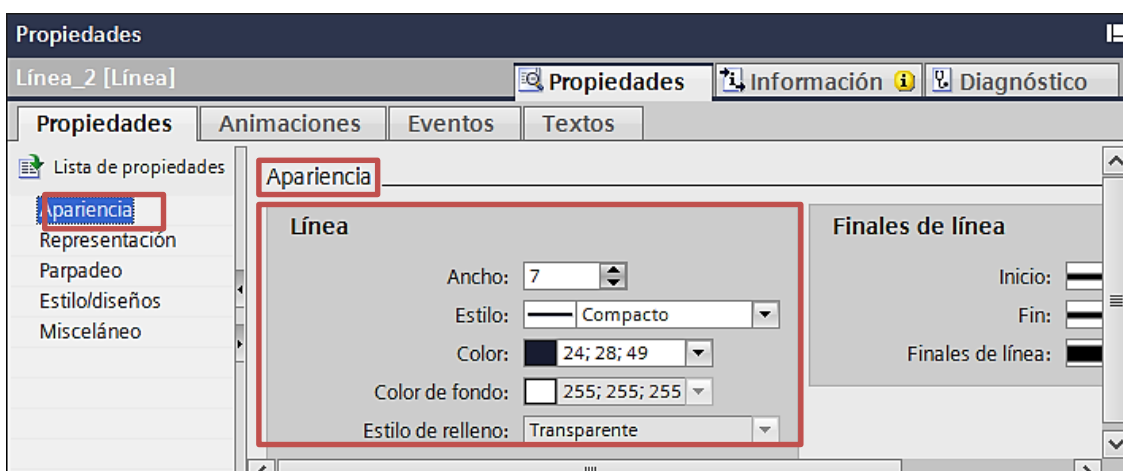 Propiedades
Línea_2 [Línea]
Propiedades Información Diagnóstico
Propiedades Animaciones Eventos Textos
Lista de propiedades
Apariencia
Representación
Parpadeo
Estilo/diseños
Misceláneo
Apariencia
Línea
Ancho: 7
Estilo: Compacto
Color: 24; 28; 49
Color de fondo: 255; 255; 255
Estilo de relleno: Transparente
Finales de línea
Inicio:
Fin:
Finales de línea: